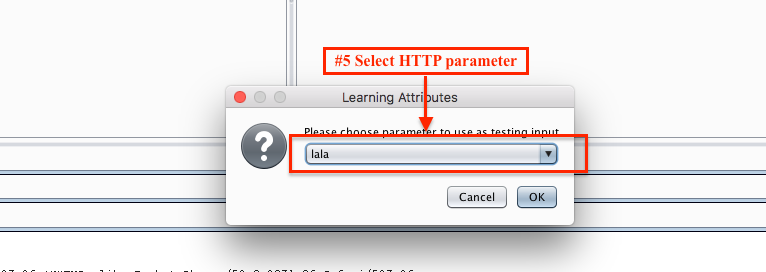 #5 Select HTTP parameter
Learning Attributes
Please choose parameter to use as testing input
lala
Cancel
OK